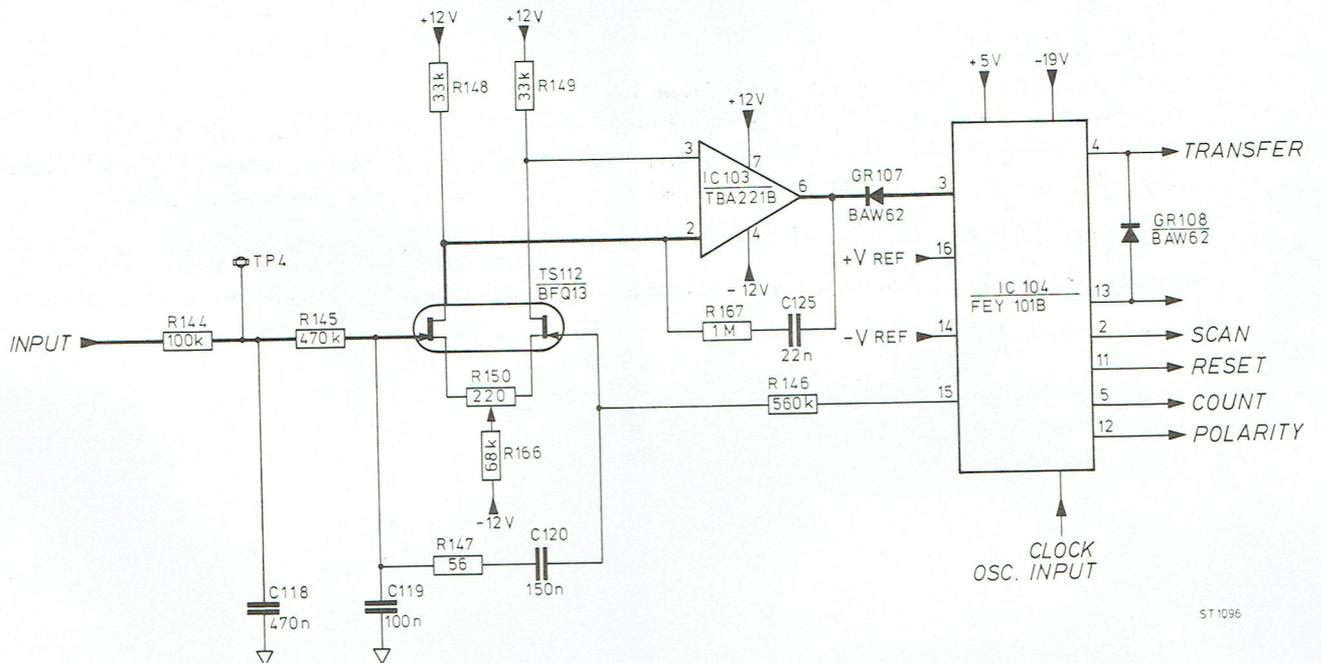 +12V
+12V
33k
R148
33k
R149
+5V
-19V
+12V
3
7
IC103
TBA221B
6
GR107
BAW62
3
4
TRANSFER
2
4
-12V
GR108
BAW62
+V REF
16
TP4
TS112
BFQ13
IC 104
FEY 101B
13
R144
100k
R145
470k
INPUT
R167
1M
C125
22n
-V REF
14
2
SCAN
11
RESET
R150
220
R146
560k
15
5
COUNT
12
POLARITY
68k
R166
-12V
R147
56
C120
150n
CLOCK
OSC. INPUT
C118
470n
C119
100n
ST1096